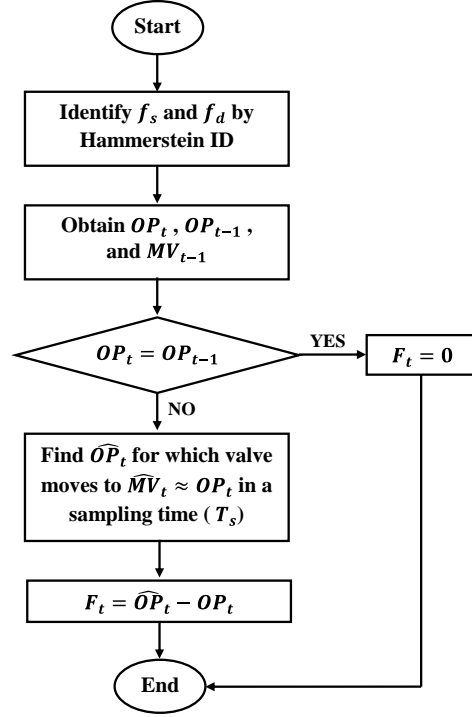 Start
Identify f_s and f_d by
Hammerstein ID
Obtain OP_t , OP_{t-1} ,
and MV_{t-1}
OP_t = OP_{t-1}
YES
F_t = 0
NO
Find \widehat{OP}_t for which valve
moves to \widehat{MV}_t ≈ OP_t in a
sampling time ( T_s)
F_t = \widehat{OP}_t − OP_t
End